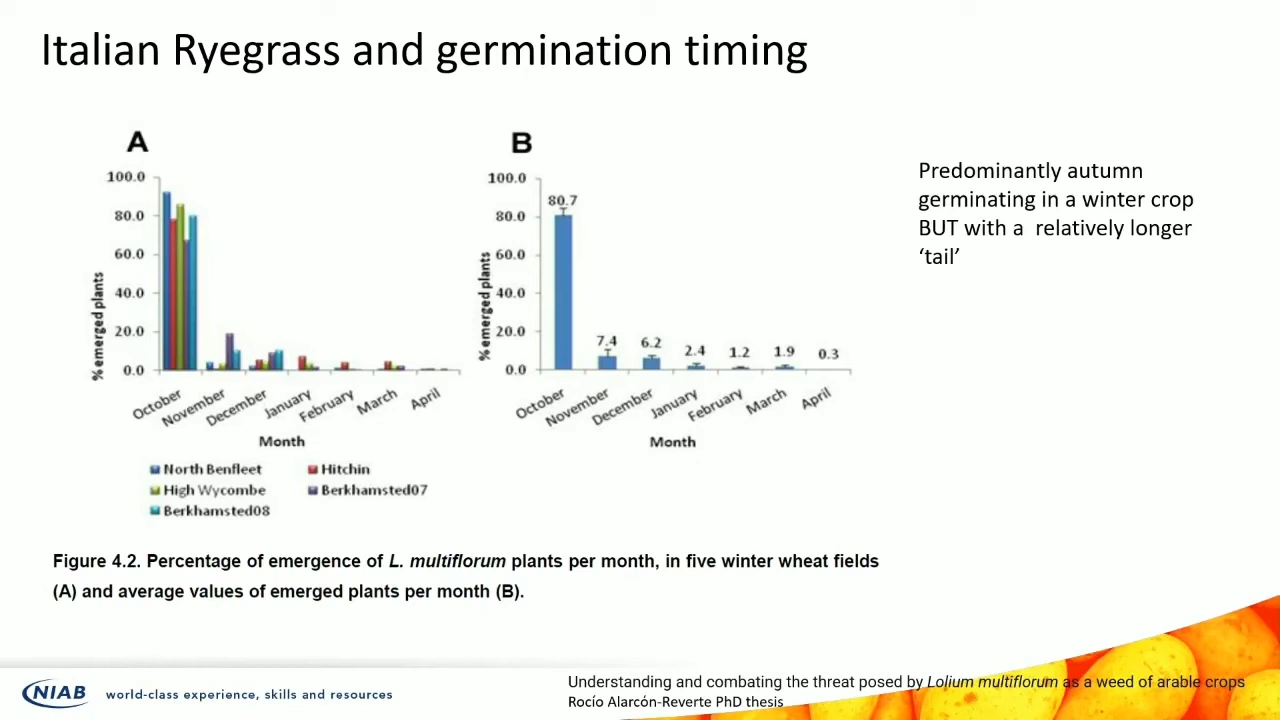 Italian Ryegrass and germination timing
A
B
100.0
80.0
60.0
40.0
20.0
0.0
% emerged plants
October
November
December
January
February
March
April
Month
North Benfleet
Hitchin
High Wycombe
Berkhamsted07
Berkhamsted08
100.0
80.0
60.0
40.0
20.0
0.0
% emerged plants
80.7
7.4
6.2
2.4
1.2
1.9
0.3
October
November
December
January
February
March
April
Month
Predominantly autumn
germinating in a winter crop
BUT with a relatively longer
‘tail’
Figure 4.2. Percentage of emergence of L. multiflorum plants per month, in five winter wheat fields
(A) and average values of emerged plants per month (B).
NIAB
world-class experience, skills and resources
Understanding and combating the threat posed by Lolium multiflorum as a weed of arable crops
Rocío Alarcón-Reverte PhD thesis